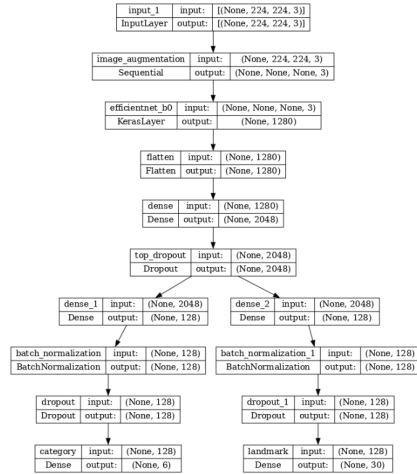 input_1 input: [(None, 224, 224, 3)]
InputLayer output: [(None, 224, 224, 3)]
image_augmentation input: (None, 224, 224, 3)
Sequential output: (None, None, None, 3)
efficientnet_b0 input: (None, None, None, 3)
KerasLayer output: (None, 1280)
flatten input: (None, 1280)
Flatten output: (None, 1280)
dense input: (None, 1280)
Dense output: (None, 2048)
top_dropout input: (None, 2048)
Dropout output: (None, 2048)
dense_1 input: (None, 2048)
Dense output: (None, 128)
dense_2 input: (None, 2048)
Dense output: (None, 128)
batch_normalization input: (None, 128)
BatchNormalization output: (None, 128)
batch_normalization_1 input: (None, 128)
BatchNormalization output: (None, 128)
dropout input: (None, 128)
Dropout output: (None, 128)
dropout_1 input: (None, 128)
Dropout output: (None, 128)
category input: (None, 128)
Dense output: (None, 6)
landmark input: (None, 128)
Dense output: (None, 30)